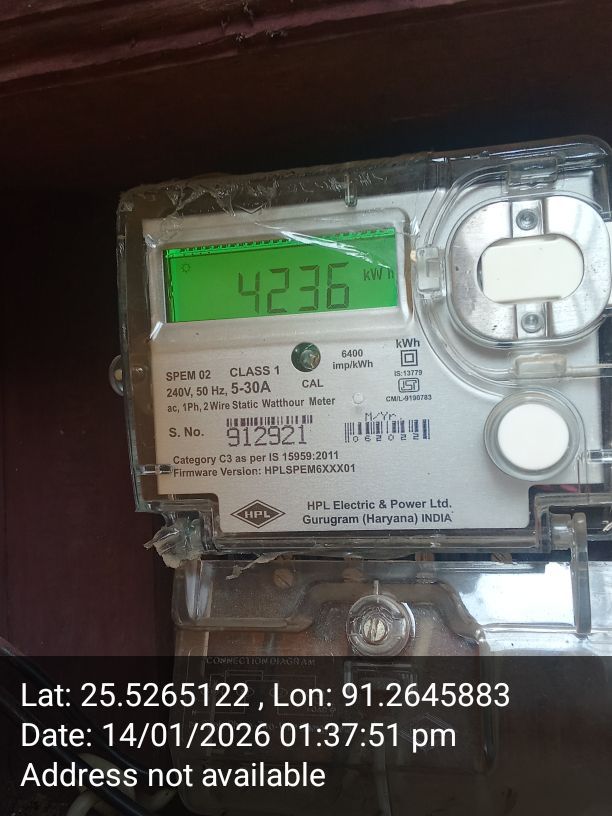 4236 kWh
kWh
6400
imp/kWh
IS:13779
SPEM 02 CLASS 1
240V, 50 Hz, 5-30A
CAL
ISI
CM/L-9190783
ac, 1Ph, 2 Wire Static Watthour Meter
M/Yr.
S. No. 912921
062022
Category C3 as per IS 15959:2011
Firmware Version: HPLSPEM6XXX01
HPL
HPL Electric & Power Ltd.
Gurugram (Haryana) INDIA
CONNECTION DIAGRAM
Lat: 25.5265122 , Lon: 91.2645883
Date: 14/01/2026 01:37:51 pm
Address not available